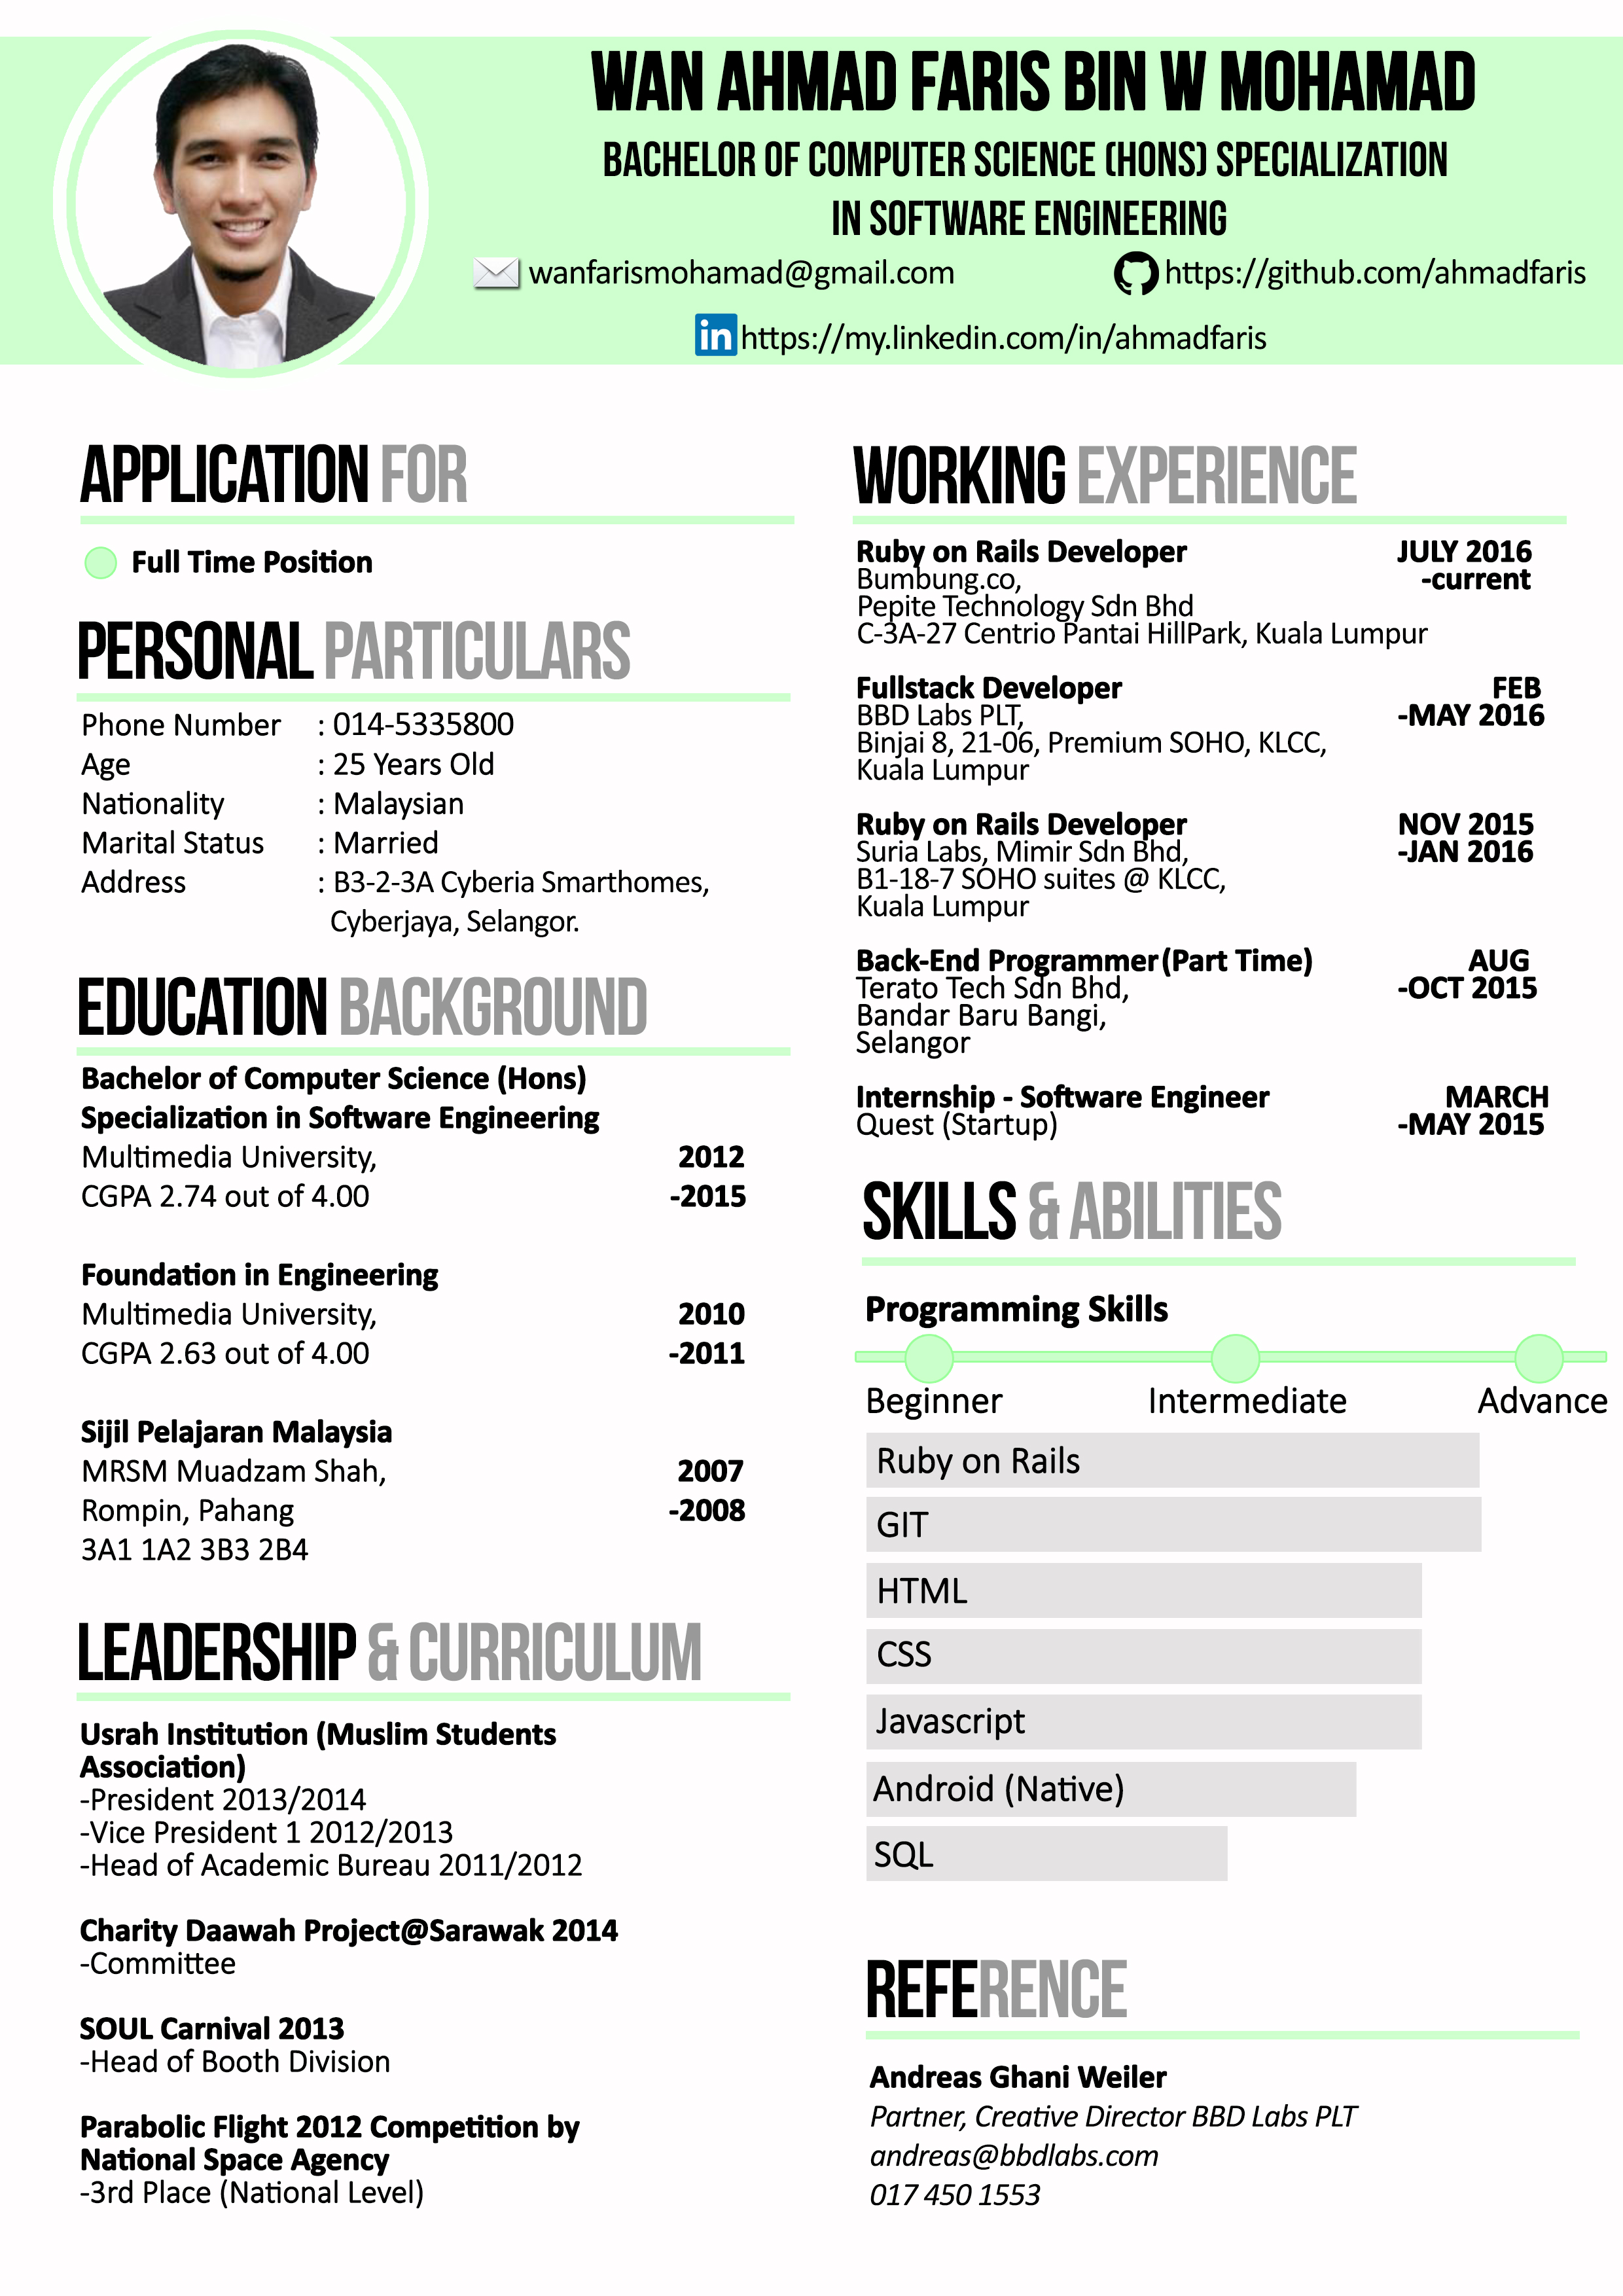 WAN AHMAD FARIS BIN W MOHAMAD
BACHELOR OF COMPUTER SCIENCE (HONS) SPECIALIZATION
IN SOFTWARE ENGINEERING
wanfarismohamad@gmail.com
https://github.com/ahmadfaris
in https://my.linkedin.com/in/ahmadfaris
APPLICATION FOR
Full Time Position
PERSONAL PARTICULARS
Phone Number : 014-5335800
Age : 25 Years Old
Nationality : Malaysian
Marital Status : Married
Address : B3-2-3A Cyberia Smarthomes,
Cyberjaya, Selangor.
EDUCATION BACKGROUND
Bachelor of Computer Science (Hons)
Specialization in Software Engineering
Multimedia University, 2012
CGPA 2.74 out of 4.00 -2015
Foundation in Engineering
Multimedia University, 2010
CGPA 2.63 out of 4.00 -2011
Sijil Pelajaran Malaysia
MRSM Muadzam Shah, 2007
Rompin, Pahang -2008
3A1 1A2 3B3 2B4
LEADERSHIP & CURRICULUM
Usrah Institution (Muslim Students
Association)
-President 2013/2014
-Vice President 1 2012/2013
-Head of Academic Bureau 2011/2012
Charity Daawah Project@Sarawak 2014
-Committee
SOUL Carnival 2013
-Head of Booth Division
Parabolic Flight 2012 Competition by
National Space Agency
-3rd Place (National Level)
WORKING EXPERIENCE
Ruby on Rails Developer JULY 2016
Bumbung.co, -current
Pepite Technology Sdn Bhd
C-3A-27 Centrio Pantai HillPark, Kuala Lumpur
Fullstack Developer FEB
BBD Labs PLT, -MAY 2016
Binjai 8, 21-06, Premium SOHO, KLCC,
Kuala Lumpur
Ruby on Rails Developer NOV 2015
Suria Labs, Mimir Sdn Bhd, -JAN 2016
B1-18-7 SOHO suites @ KLCC,
Kuala Lumpur
Back-End Programmer (Part Time) AUG
Terato Tech Sdn Bhd, -OCT 2015
Bandar Baru Bangi,
Selangor
Internship - Software Engineer MARCH
Quest (Startup) -MAY 2015
SKILLS & ABILITIES
Programming Skills
Beginner Intermediate Advance
Ruby on Rails
GIT
HTML
CSS
Javascript
Android (Native)
SQL
REFERENCE
Andreas Ghani Weiler
Partner, Creative Director BBD Labs PLT
andreas@bbdlabs.com
017 450 1553